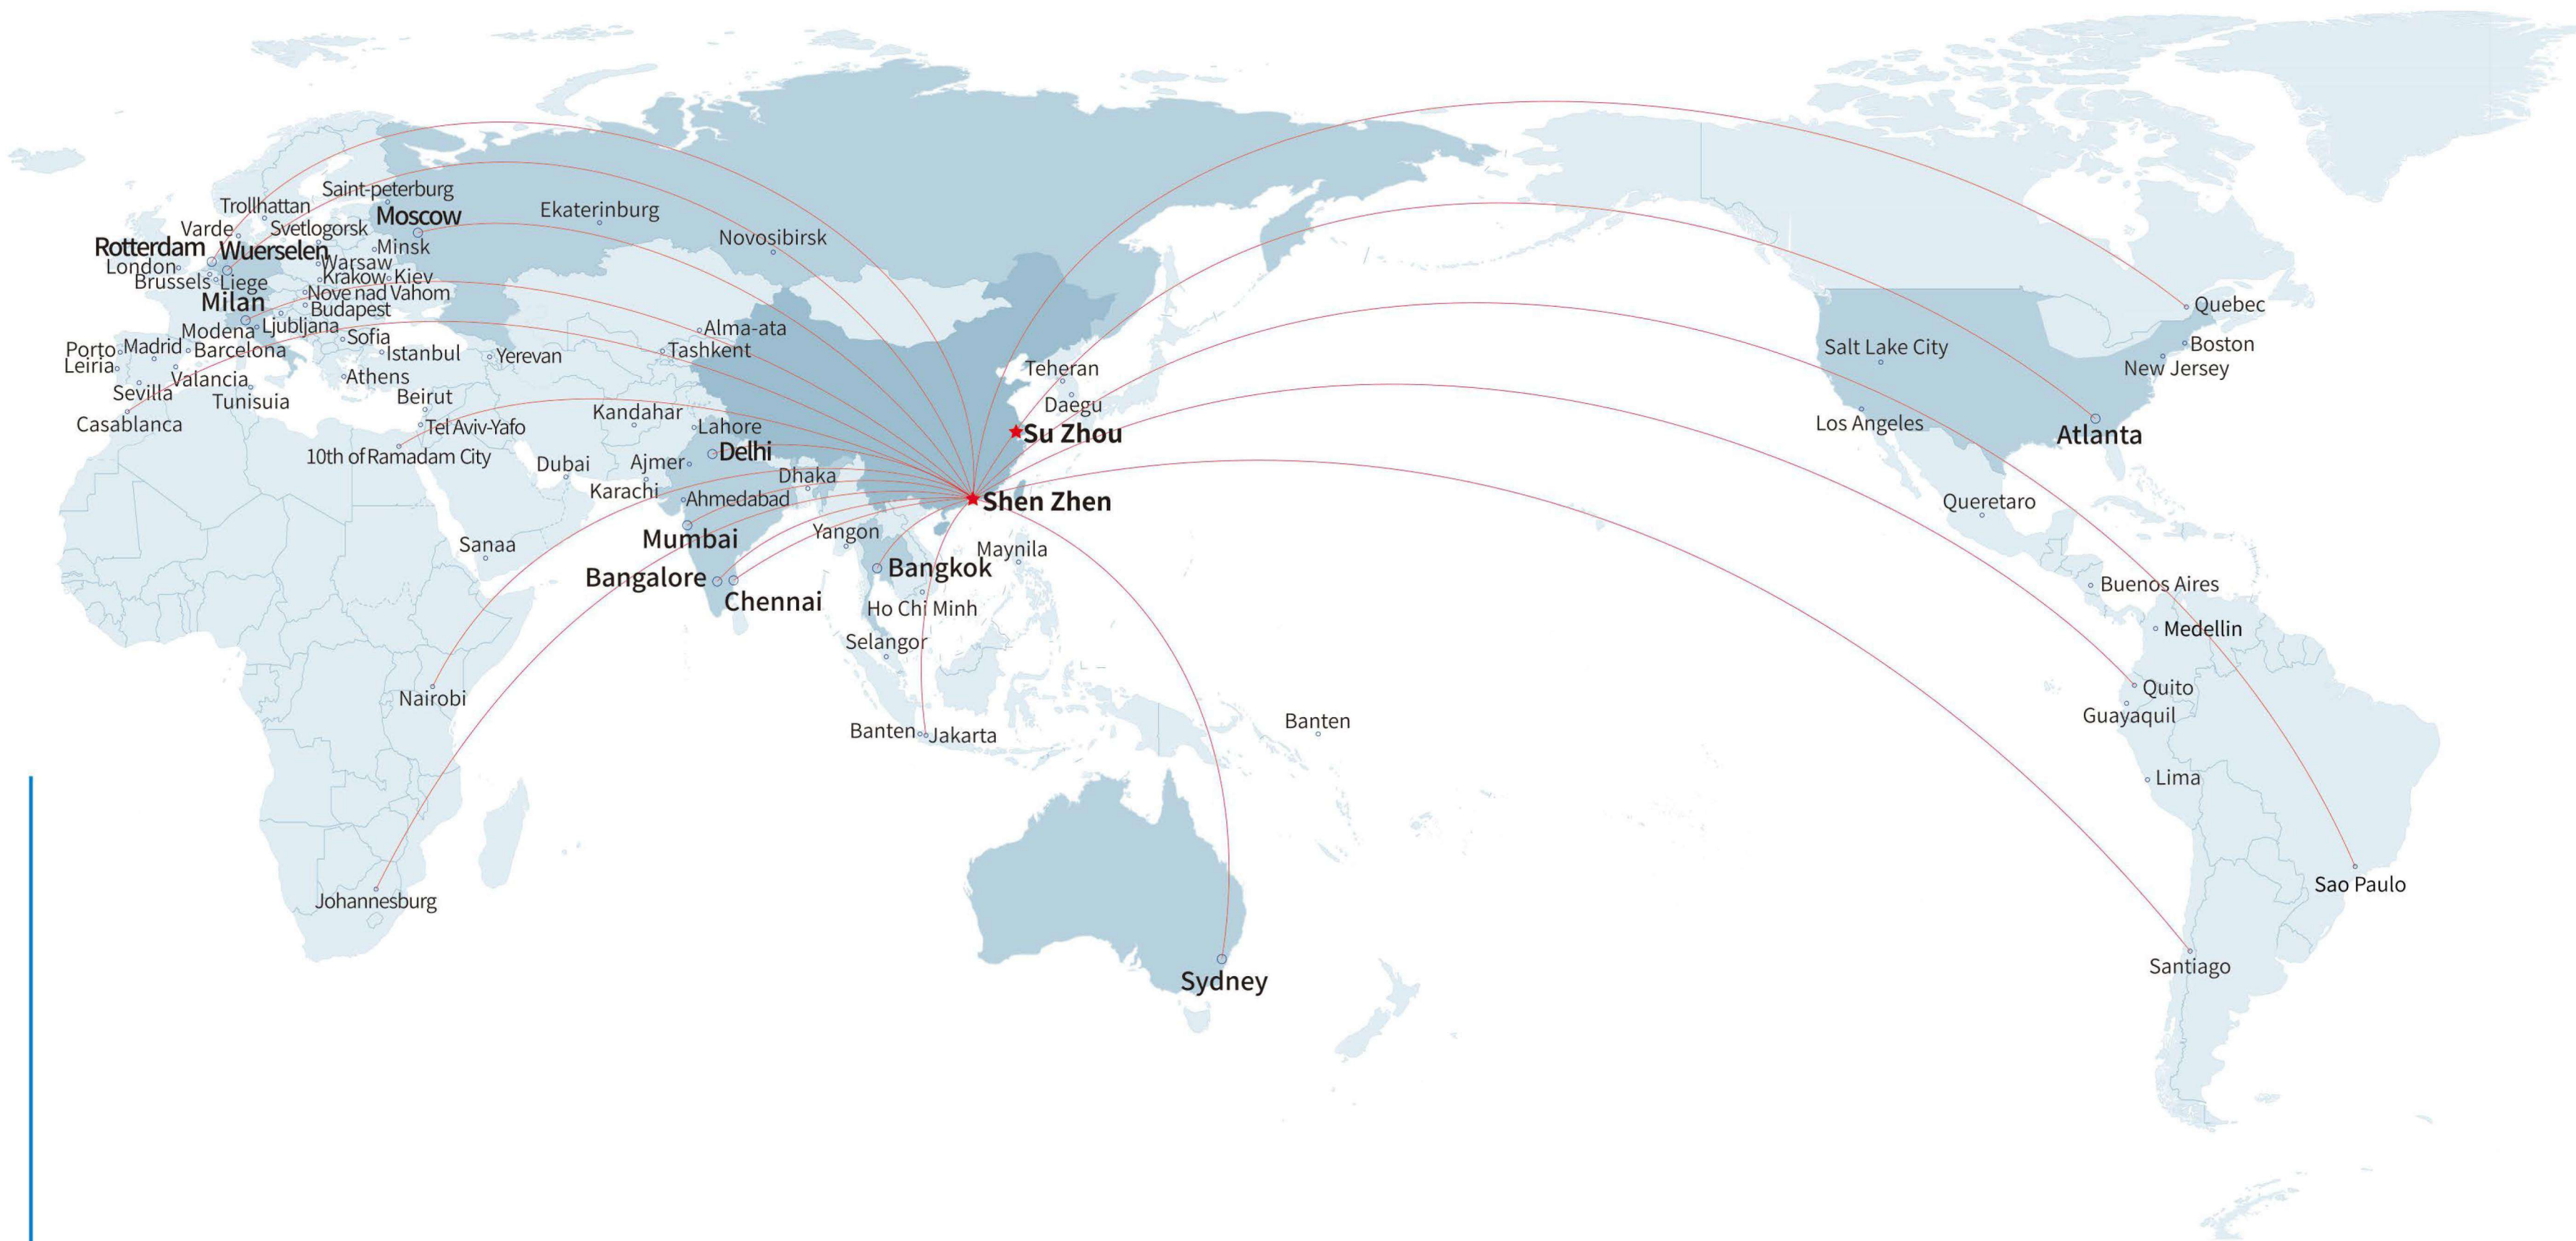 Saint-peterburg
Trollhattan
Moscow
Ekaterinburg
Varde
Svetlogorsk
Novosibirsk
Rotterdam
Wuerselen
Minsk
London
Warsaw
Brussels
Liege
Krakow
Kiev
Milan
Nove nad Vahom
Budapest
Modena
Ljubljana
Alma-ata
Sofia
Porto
Madrid
Barcelona
Istanbul
Yerevan
Tashkent
Leiria
Valancia
Athens
Sevilla
Tunisuia
Beirut
Casablanca
Kandahar
Tel Aviv-Yafo
Lahore
10th of Ramadam City
Delhi
Dubai
Ajmer
Dhaka
Karachi
Ahmedabad
Mumbai
Sanaa
Bangalore
Chennai
Yangon
Bangkok
Maynila
Ho Chi Minh
Selangor
Nairobi
Banten
Jakarta
Johannesburg
Teheran
Daegu
Su Zhou
Shen Zhen
Banten
Sydney
Quebec
Salt Lake City
Boston
New Jersey
Los Angeles
Atlanta
Queretaro
Buenos Aires
Medellin
Quito
Guayaquil
Lima
Sao Paulo
Santiago